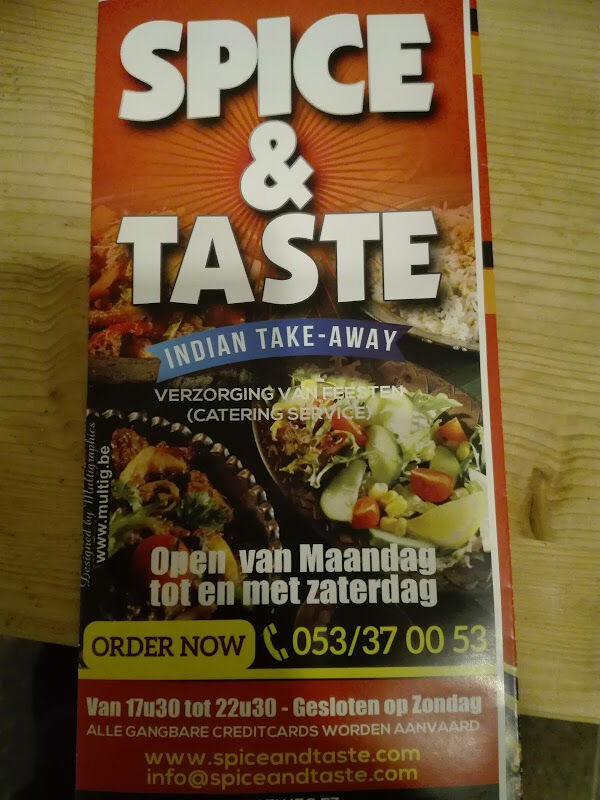 SPICE
&
TASTE
INDIAN TAKE-AWAY
VERZORGING VAN FEESTEN
(CATERING SERVICE)
Designed by Multigraphics
www.multig.be
Open van Maandag
tot en met zaterdag
ORDER NOW 053/37 00 53
Van 17u30 tot 22u30 - Gesloten op Zondag
ALLE GANGBARE CREDITCARDS WORDEN AANVAARD
www.spiceandtaste.com
info@spiceandtaste.com